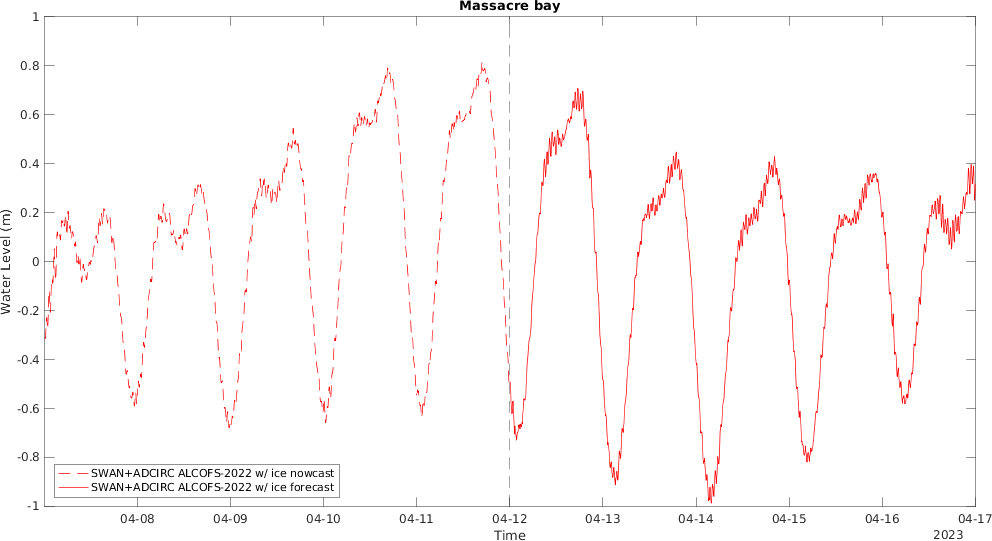 Massacre bay
1
0.8
0.6
0.4
0.2
0
-0.2
-0.4
-0.6
-0.8
-1
Water Level (m)
SWAN+ADCIRC ALCOFS-2022 w/ ice nowcast
SWAN+ADCIRC ALCOFS-2022 w/ ice forecast
04-08 04-09 04-10 04-11 04-12 04-13 04-14 04-15 04-16 04-17
Time
2023